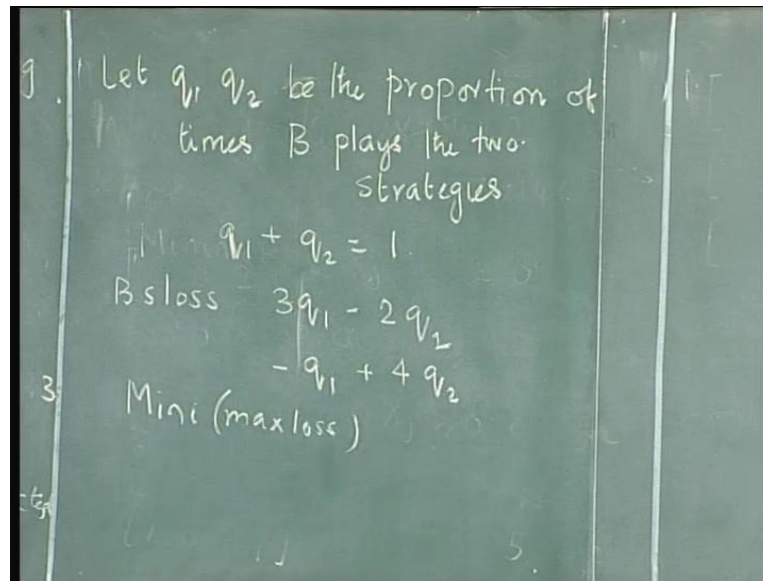 g.
Let q₁ q₂ be the proportion of
times B plays the two
strategies
q₁ + q₂ = 1
Bs loss 3q₁ - 2q₂
- q₁ + 4q₂
3
Mini (max loss)